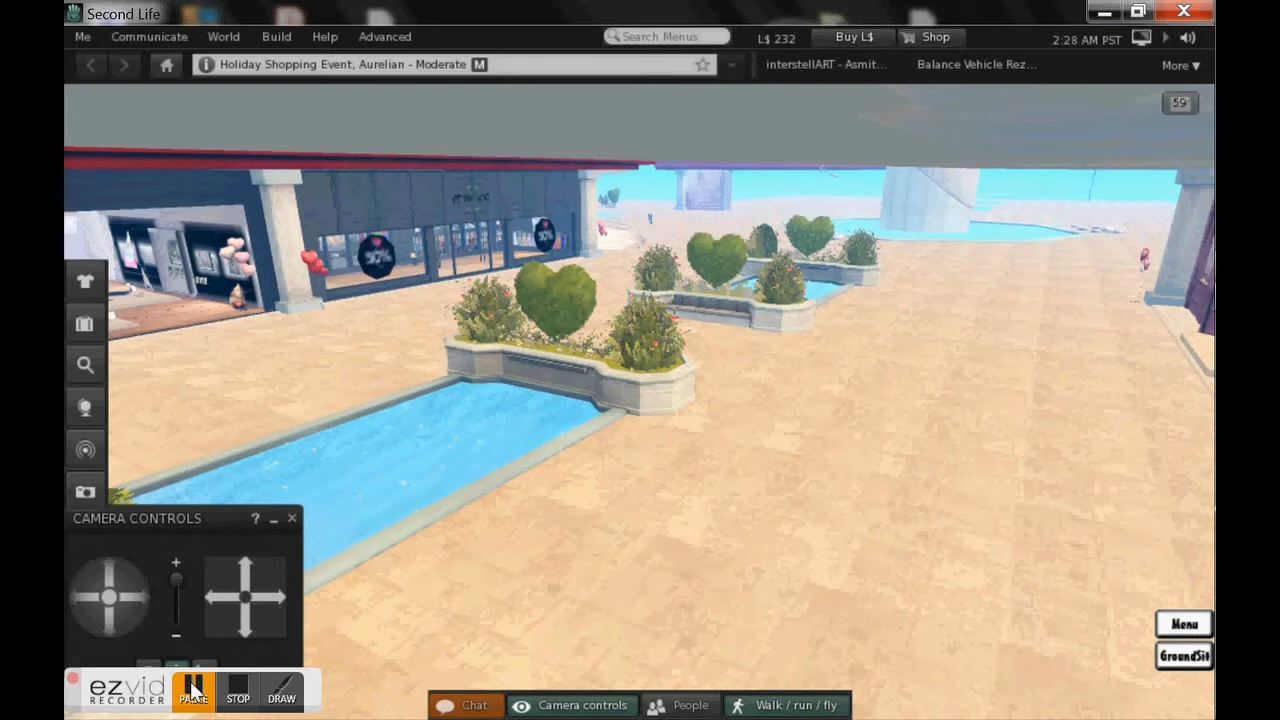 Second Life
Me Communicate World Build Help Advanced
Search Menus
L$ 232 Buy L$ Shop
2:28 AM PST
Holiday Shopping Event, Aurelian - Moderate M
interstellART - Asmit... Balance Vehicle Rez...
More
59
50%
50%
CAMERA CONTROLS ?
+
-
Menu
GroundSit
ezvid
RECORDER
PAUSE STOP DRAW
Chat Camera controls People Walk / run / fly